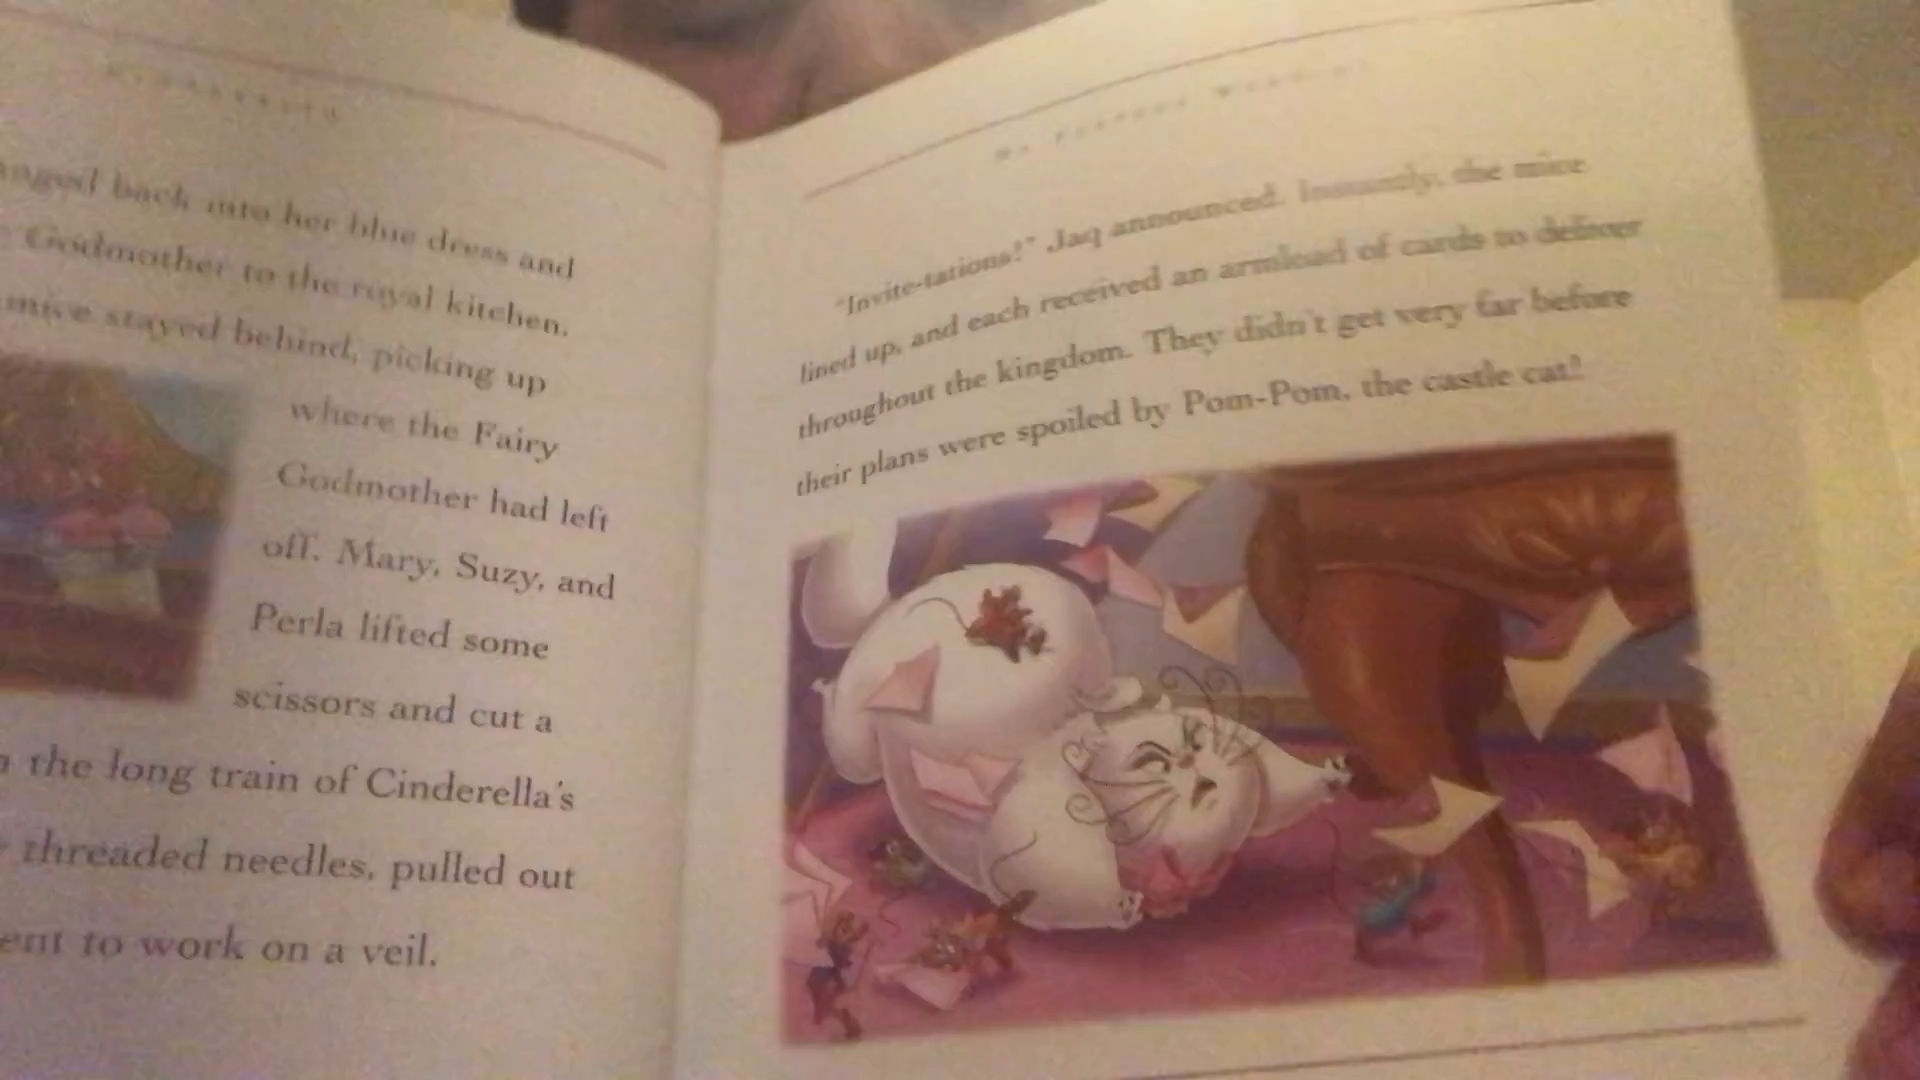 CINDERELLA
back into her blue dress and
Godmother to the royal kitchen.
mice stayed behind, picking up
where the Fairy
Godmother had left
off. Mary, Suzy, and
Perla lifted some
scissors and cut a
the long train of Cinderella's
threaded needles, pulled out
to work on a veil.
"Invite-tations!" Jaq announced. Instantly, the mice
lined up, and each received an armload of cards to deliver
throughout the kingdom. They didn't get very far before
their plans were spoiled by Pom-Pom, the castle cat!